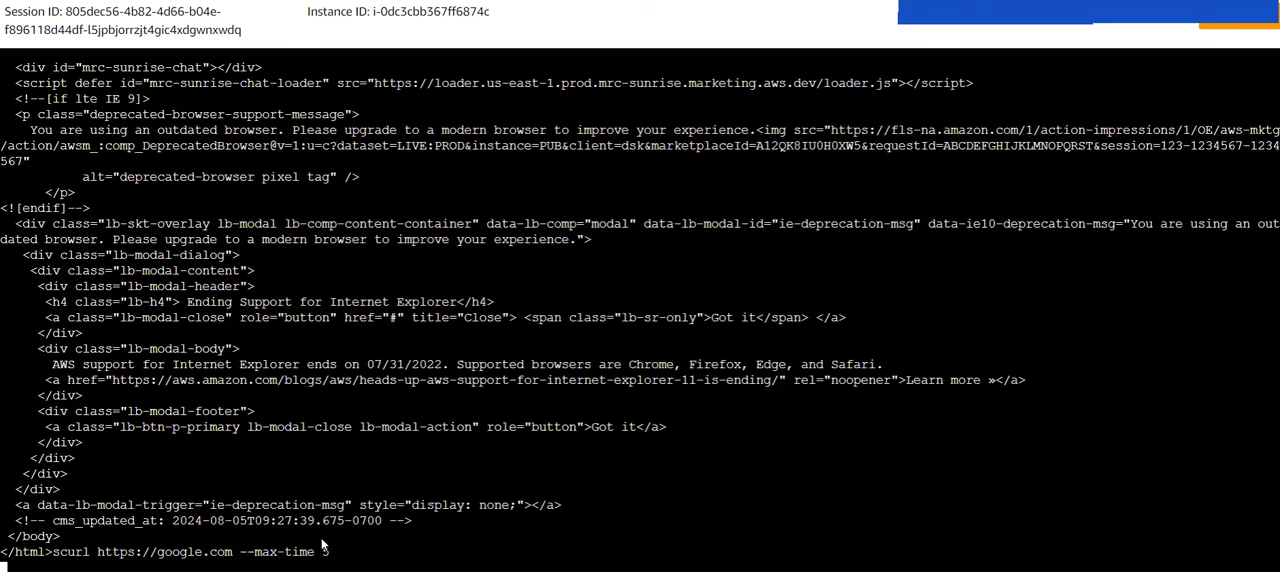 Session ID: 805dec56-4b82-4d66-b04e-
f896118d44df-l5jpbjorrzjt4gic4xdgwnxwdq
Instance ID: i-0dc3cbb367ff6874c
<div id="mrc-sunrise-chat"></div>
<script defer id="mrc-sunrise-chat-loader" src="https://loader.us-east-1.prod.mrc-sunrise.marketing.aws.dev/loader.js"></script>
<!--[if lte IE 9]>
<p class="deprecated-browser-support-message">
You are using an outdated browser. Please upgrade to a modern browser to improve your experience.<img src="https://fls-na.amazon.com/1/action-impressions/1/OE/aws-mktg
/action/awsm_:comp_DeprecatedBrowser@v=1:u=c?dataset=LIVE:PROD&instance=PUB&client=dsk&marketplaceId=A12QK8IU0H0XW5&requestId=ABCDEFGHIJKLMNOPQRST&session=123-1234567-1234
567"
alt="deprecated-browser pixel tag" />
</p>
<![endif]-->
<div class="lb-skt-overlay lb-modal lb-comp-content-container" data-lb-comp="modal" data-lb-modal-id="ie-deprecation-msg" data-ie10-deprecation-msg="You are using an out
dated browser. Please upgrade to a modern browser to improve your experience.">
<div class="lb-modal-dialog">
<div class="lb-modal-content">
<div class="lb-modal-header">
<h4 class="lb-h4"> Ending Support for Internet Explorer</h4>
<a class="lb-modal-close" role="button" href="#" title="Close"> <span class="lb-sr-only">Got it</span> </a>
</div>
<div class="lb-modal-body">
AWS support for Internet Explorer ends on 07/31/2022. Supported browsers are Chrome, Firefox, Edge, and Safari.
<a href="https://aws.amazon.com/blogs/aws/heads-up-aws-support-for-internet-explorer-11-is-ending/" rel="noopener">Learn more »</a>
</div>
<div class="lb-modal-footer">
<a class="lb-btn-p-primary lb-modal-close lb-modal-action" role="button">Got it</a>
</div>
</div>
</div>
</div>
<a data-lb-modal-trigger="ie-deprecation-msg" style="display: none;"></a>
<!-- cms_updated_at: 2024-08-05T09:27:39.675-0700 -->
</body>
</html>scurl https://google.com --max-time 5